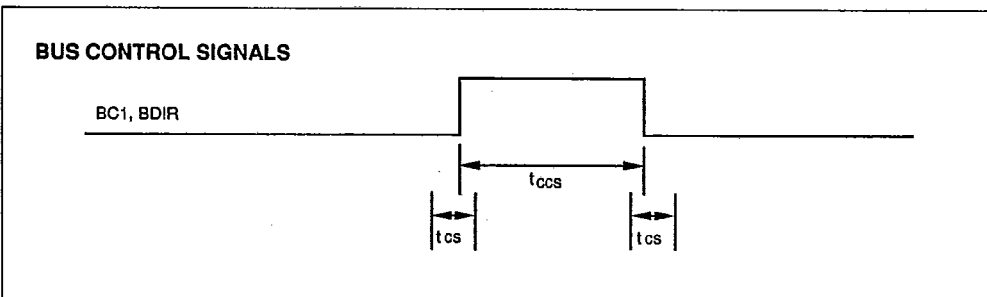 BUS CONTROL SIGNALS
BC1, BDIR
tccs
tcs
tcs